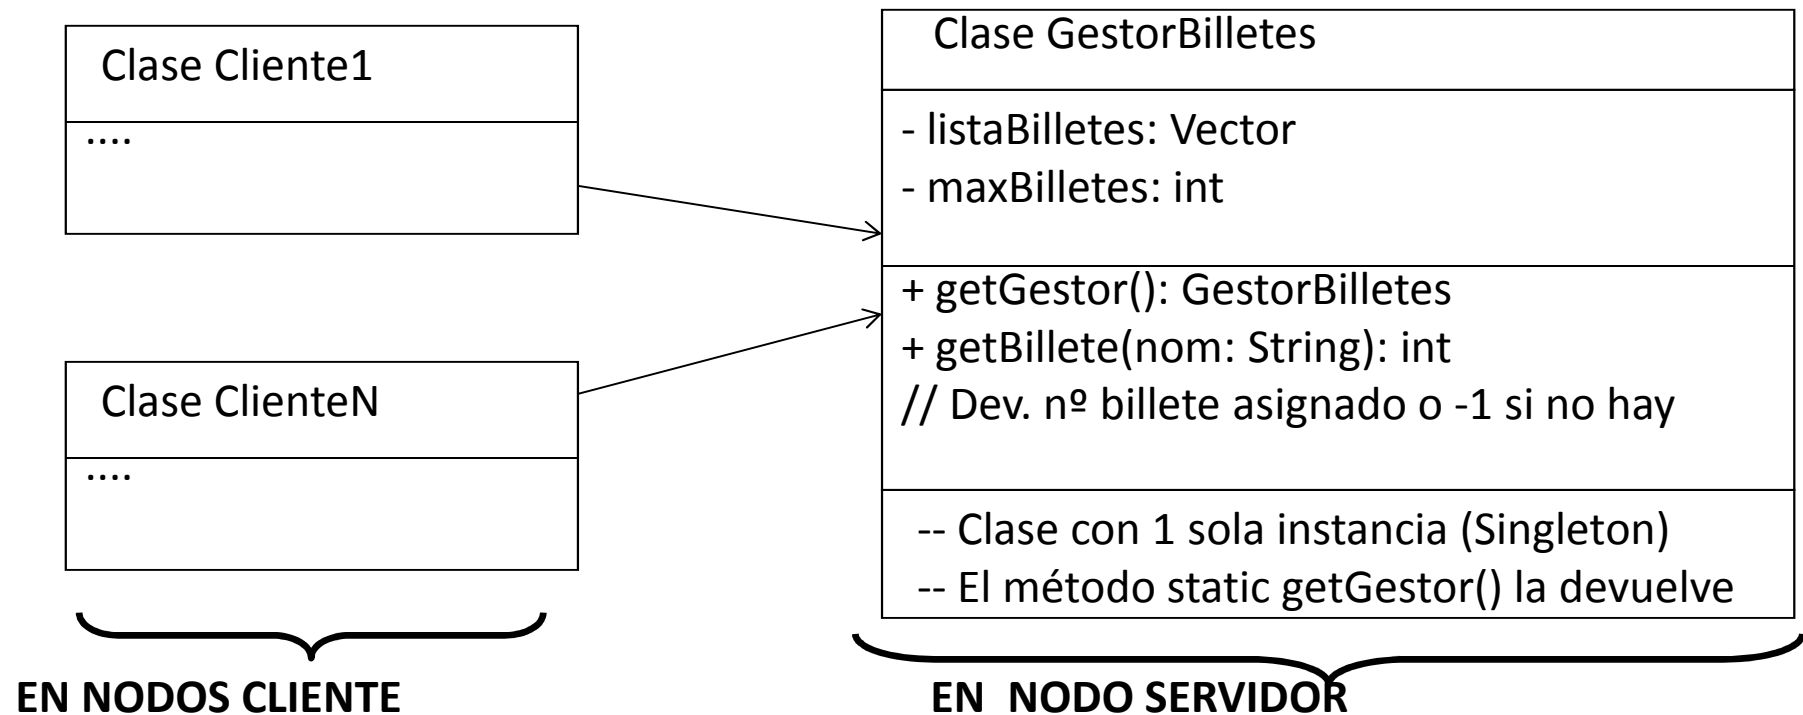 Clase Cliente1
....
Clase ClienteN
....
EN NODOS CLIENTE
Clase GestorBilletes
- listaBilletes: Vector
- maxBilletes: int
+ getGestor(): GestorBilletes
+ getBillete(nom: String): int
// Dev. nº billete asignado o -1 si no hay
-- Clase con 1 sola instancia (Singleton)
-- El método static getGestor() la devuelve
EN NODO SERVIDOR